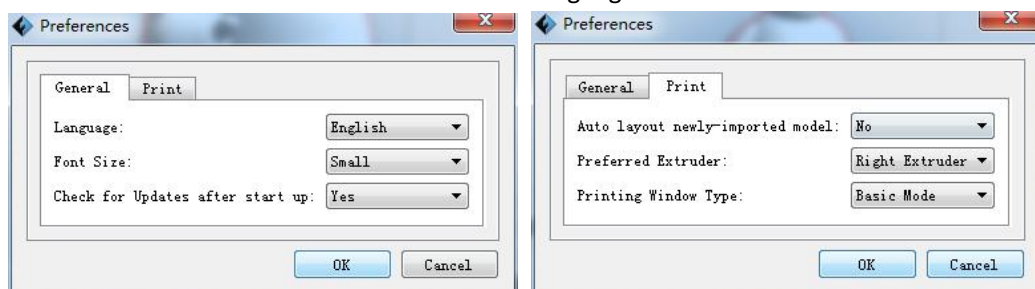 Preferences
General Print
Language: English
Font Size: Small
Check for Updates after start up: Yes
OK Cancel
Preferences
General Print
Auto layout newly-imported model: No
Preferred Extruder: Right Extruder
Printing Window Type: Basic Mode
OK Cancel